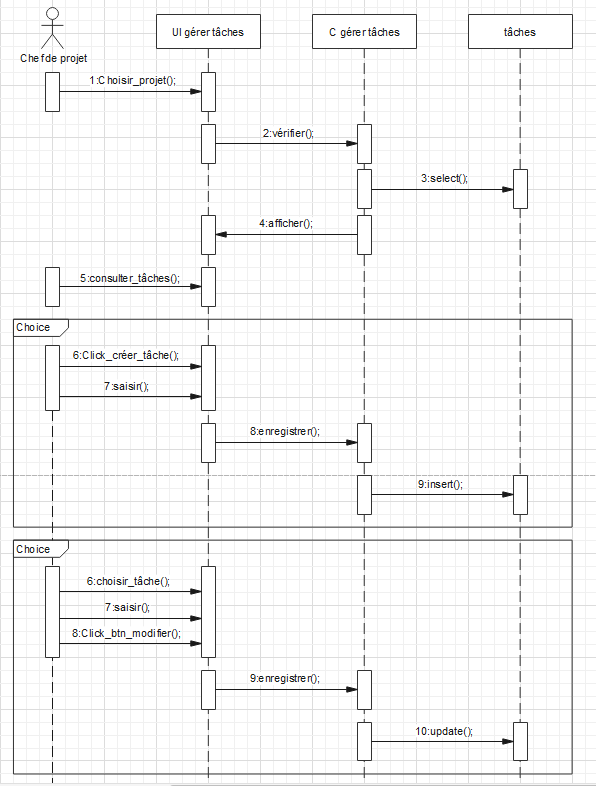 UI gérer tâches
C gérer tâches
tâches
Chef de projet
1:Choisir_projet();
2:vérifier();
3:select();
4:afficher();
5:consulter_tâches();
Choice
6:Click_créer_tâche();
7:saisir();
8:enregistrer();
9:insert();
Choice
6:choisir_tâche();
7:saisir();
8:Click_btn_modifier();
9:enregistrer();
10:update();